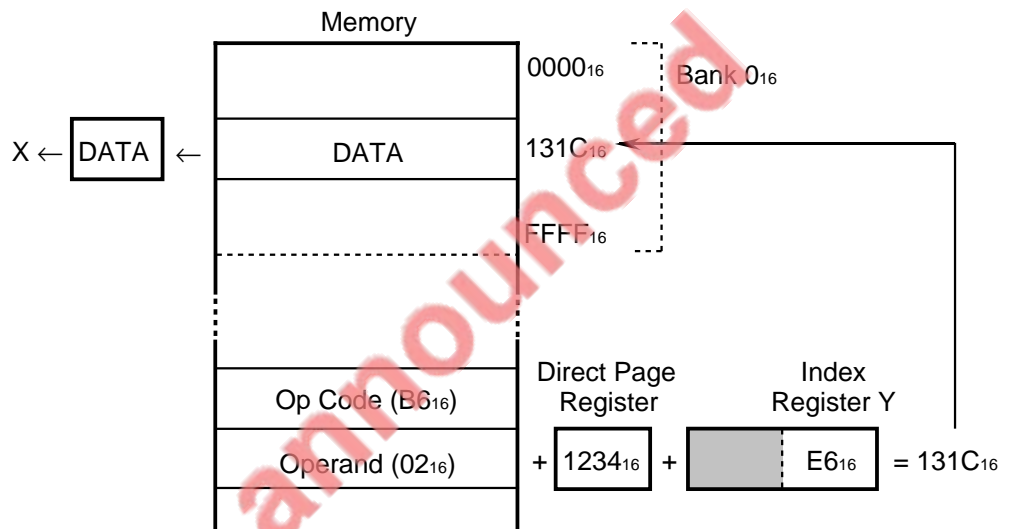 Memory
0000₁₆
Bank 0₁₆
X ← DATA ←
DATA
131C₁₆
FFFF₁₆
Op Code (B6₁₆)
Direct Page
Register
Index
Register Y
Operand (02₁₆)
+ 1234₁₆ + E6₁₆ = 131C₁₆
announced